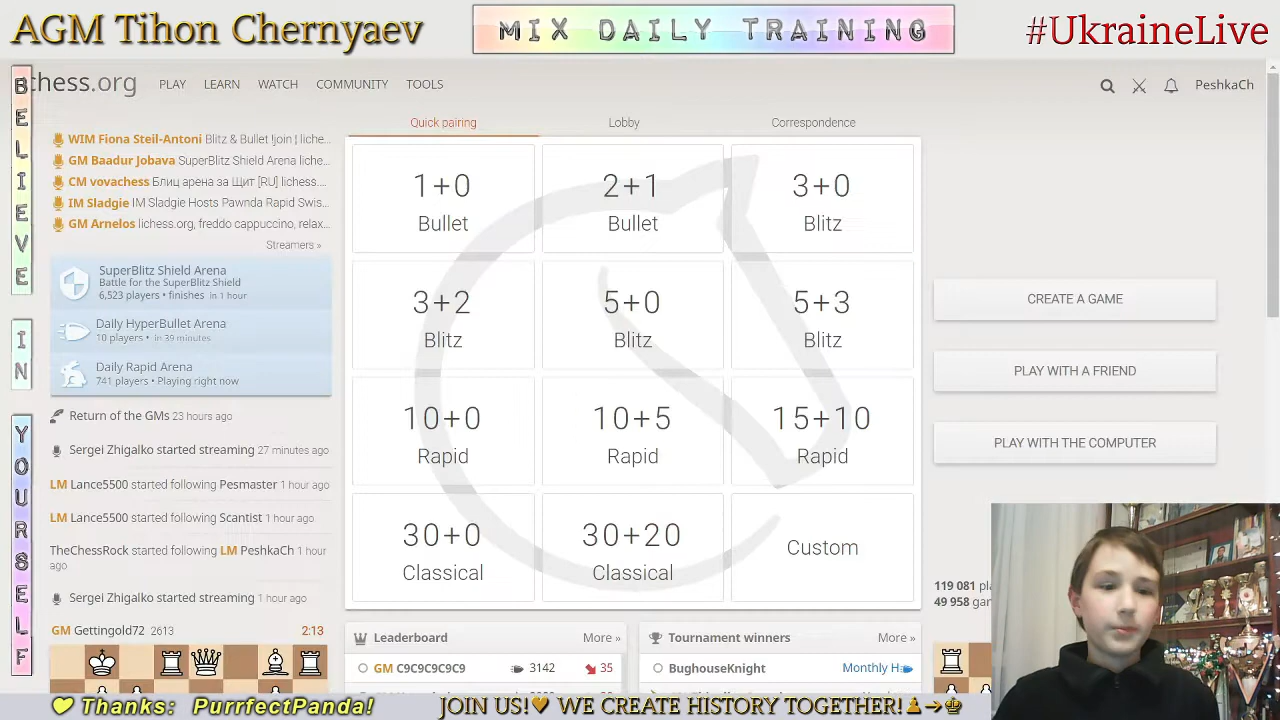 AGM Tihon Chernyaev
MIX DAILY TRAINING
#UkraineLive
BELIEVE
IN
YOURSELF
chess.org
PLAY
LEARN
WATCH
COMMUNITY
TOOLS
PeshkaCh
WIM Fiona Steil-Antoni Blitz & Bullet !join | liche...
GM Baadur Jobava SuperBlitz Shield Arena liche...
CM vovachess Блиц арена за Щит [RU] lichess....
IM Sladgie IM Sladgie Hosts Pawnda Rapid Swis...
GM Arnelos lichess.org, freddo cappuccino, relax...
Streamers »
SuperBlitz Shield Arena
Battle for the SuperBlitz Shield
6,523 players • finishes in 1 hour
Daily HyperBullet Arena
10 players • in 39 minutes
Daily Rapid Arena
741 players • Playing right now
Return of the GMs 23 hours ago
Sergei Zhigalko started streaming 27 minutes ago
LM Lance5500 started following Pesmaster 1 hour ago
LM Lance5500 started following Scantist 1 hour ago
TheChessRock started following LM PeshkaCh 1 hour
ago
Sergei Zhigalko started streaming 1 hour ago
GM Gettingold72 2613 2:13
Quick pairing
Lobby
Correspondence
1+0
Bullet
2+1
Bullet
3+0
Blitz
3+2
Blitz
5+0
Blitz
5+3
Blitz
10+0
Rapid
10+5
Rapid
15+10
Rapid
30+0
Classical
30+20
Classical
Custom
CREATE A GAME
PLAY WITH A FRIEND
PLAY WITH THE COMPUTER
119 081 pl
49 958 gam
Leaderboard More »
GM C9C9C9C9C9 3142 35
Tournament winners More »
BughouseKnight Monthly H
Thanks: PurrfectPanda!
JOIN US! WE CREATE HISTORY TOGETHER!